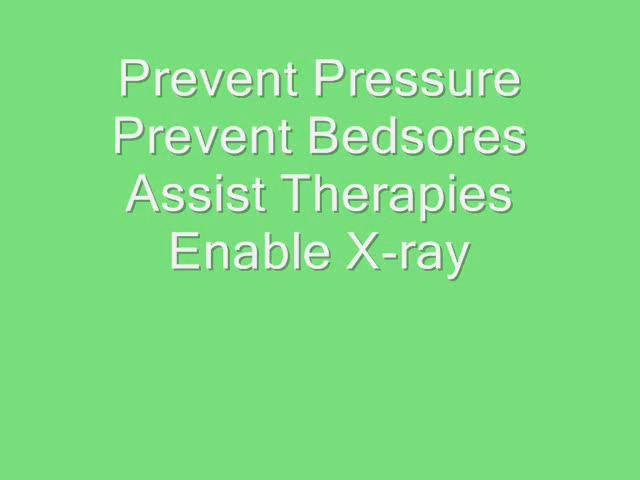 Prevent Pressure
Prevent Bedsores
Assist Therapies
Enable X-ray